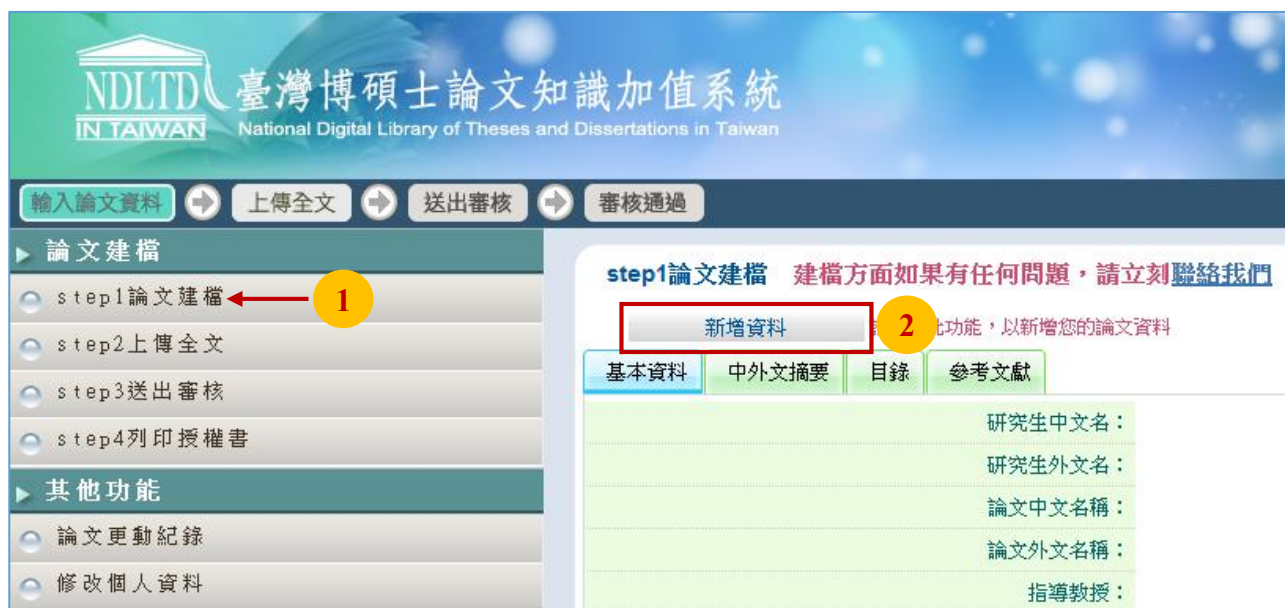 NDLTD
IN TAIWAN
臺灣博碩士論文知識加值系統
National Digital Library of Theses and Dissertations in Taiwan
輸入論文資料 上傳全文 送出審核 審核通過
論文建檔
step1論文建檔 1
step2上傳全文
step3送出審核
step4列印授權書
其他功能
論文更動紀錄
修改個人資料
step1論文建檔 建檔方面如果有任何問題，請立刻聯絡我們
新增資料 2 功能，以新增您的論文資料
基本資料 中外文摘要 目錄 參考文獻
研究生中文名：
研究生外文名：
論文中文名稱：
論文外文名稱：
指導教授：